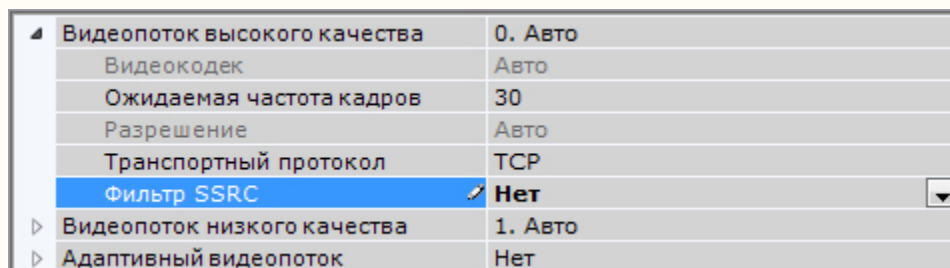 Видеопоток высокого качества 0. Авто
Видеокодек Авто
Ожидаемая частота кадров 30
Разрешение Авто
Транспортный протокол TCP
Фильтр SSRC Нет
Видеопоток низкого качества 1. Авто
Адаптивный видеопоток Нет